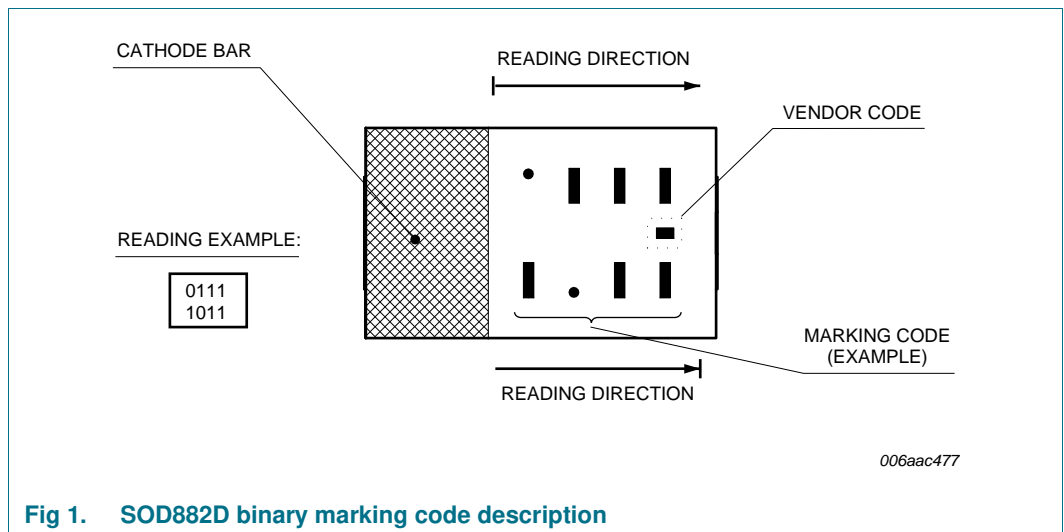 CATHODE BAR
READING DIRECTION
VENDOR CODE
READING EXAMPLE:
0111
1011
MARKING CODE
(EXAMPLE)
READING DIRECTION
006aac477
Fig 1. SOD882D binary marking code description